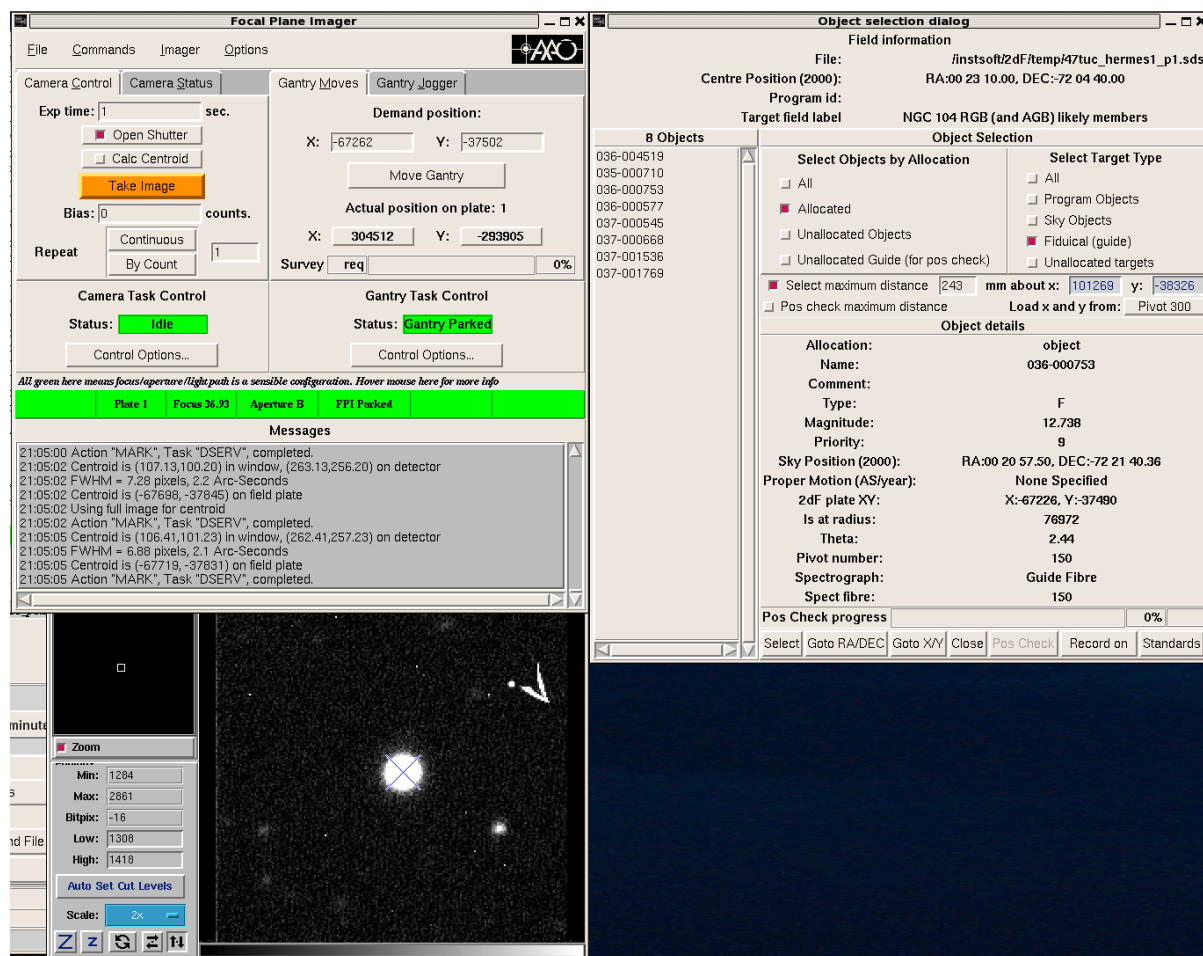 Focal Plane Imager
File Commands Imager Options
AAO
Camera Control Camera Status
Exp time: 1 sec.
Open Shutter
Calc Centroid
Take Image
Bias: 0 counts.
Repeat Continuous 1
By Count
Gantry Moves Gantry Jogger
Demand position:
X: -67262 Y: -37502
Move Gantry
Actual position on plate: 1
X: 304512 Y: -293905
Survey req 0%
Camera Task Control
Status: Idle
Control Options...
Gantry Task Control
Status: Gantry Parked
Control Options...
All green here means focus/aperture/light path is a sensible configuration. Hover mouse here for more info
Plate 1 Focus 36.93 Aperture B FPI Parked
Messages
21:05:00 Action "MARK", Task "DSERV", completed.
21:05:02 Centroid is (107.13,100.20) in window, (263.13,256.20) on detector
21:05:02 FWHM = 7.28 pixels, 2.2 Arc-Seconds
21:05:02 Centroid is (-67698, -37845) on field plate
21:05:02 Using full image for centroid
21:05:02 Action "MARK", Task "DSERV", completed.
21:05:05 Centroid is (106.41,101.23) in window, (262.41,257.23) on detector
21:05:05 FWHM = 6.88 pixels, 2.1 Arc-Seconds
21:05:05 Centroid is (-67719, -37831) on field plate
21:05:05 Action "MARK", Task "DSERV", completed.
Object selection dialog
Field information
File: /instsoft/2dF/temp/47tuc_hermes1_p1.sds
Centre Position (2000): RA:00 23 10.00, DEC:-72 04 40.00
Program id:
Target field label NGC 104 RGB (and AGB) likely members
8 Objects
036-004519
035-000710
036-000753
036-000577
037-000545
037-000668
037-001536
037-001769
Object Selection
Select Objects by Allocation
All
Allocated
Unallocated Objects
Unallocated Guide (for pos check)
Select Target Type
All
Program Objects
Sky Objects
Fiduical (guide)
Unallocated targets
Select maximum distance 243 mm about x: 101269 y: -38326
Pos check maximum distance Load x and y from: Pivot 300
Object details
Allocation: object
Name: 036-000753
Comment:
Type: F
Magnitude: 12.738
Priority: 9
Sky Position (2000): RA:00 20 57.50, DEC:-72 21 40.36
Proper Motion (AS/year): None Specified
2dF plate XY: X:-67226, Y:-37490
Is at radius: 76972
Theta: 2.44
Pivot number: 150
Spectrograph: Guide Fibre
Spect fibre: 150
Pos Check progress 0%
Select Goto RA/DEC Goto X/Y Close Pos Check Record on Standards
minute
s
nd File
Zoom
Min: 1284
Max: 2861
Bitpix: -16
Low: 1308
High: 1418
Auto Set Cut Levels
Scale: 2x
Z z